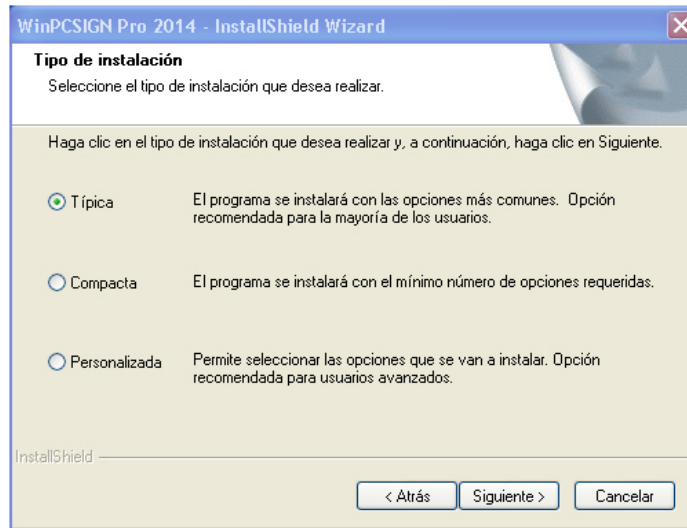 WinPCSIGN Pro 2014 - InstallShield Wizard
Tipo de instalación
Seleccione el tipo de instalación que desea realizar.
Haga clic en el tipo de instalación que desea realizar y, a continuación, haga clic en Siguiente.
Típica
El programa se instalará con las opciones más comunes. Opción
recomendada para la mayoría de los usuarios.
Compacta
El programa se instalará con el mínimo número de opciones requeridas.
Personalizada
Permite seleccionar las opciones que se van a instalar. Opción
recomendada para usuarios avanzados.
InstallShield
< Atrás
Siguiente >
Cancelar